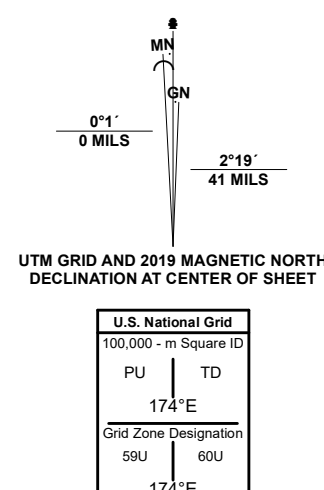 MN
GN
0°1´
0 MILS
2°19´
41 MILS
UTM GRID AND 2019 MAGNETIC NORTH
DECLINATION AT CENTER OF SHEET
U.S. National Grid
100,000 - m Square ID
PU TD
174°E
Grid Zone Designation
59U 60U
174°E